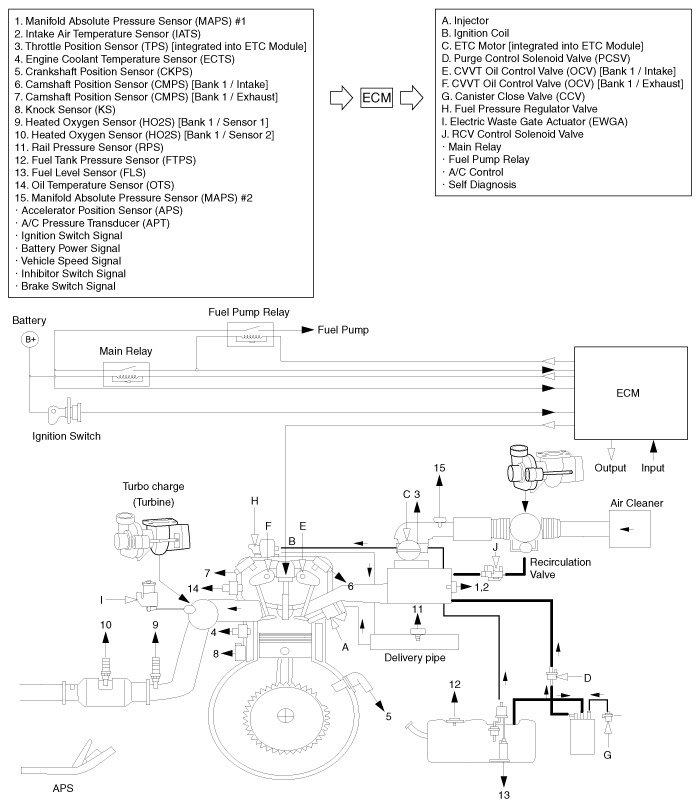 1. Manifold Absolute Pressure Sensor (MAPS) #1
2. Intake Air Temperature Sensor (IATS)
3. Throttle Position Sensor (TPS) [integrated into ETC Module]
4. Engine Coolant Temperature Sensor (ECTS)
5. Crankshaft Position Sensor (CKPS)
6. Camshaft Position Sensor (CMPS) [Bank 1 / Intake]
7. Camshaft Position Sensor (CMPS) [Bank 1 / Exhaust]
8. Knock Sensor (KS)
9. Heated Oxygen Sensor (HO2S) [Bank 1 / Sensor 1]
10. Heated Oxygen Sensor (HO2S) [Bank 1 / Sensor 2]
11. Rail Pressure Sensor (RPS)
12. Fuel Tank Pressure Sensor (FTPS)
13. Fuel Level Sensor (FLS)
14. Oil Temperature Sensor (OTS)
15. Manifold Absolute Pressure Sensor (MAPS) #2
· Accelerator Position Sensor (APS)
· A/C Pressure Transducer (APT)
· Ignition Switch Signal
· Battery Power Signal
· Vehicle Speed Signal
· Inhibitor Switch Signal
· Brake Switch Signal
ECM
A. Injector
B. Ignition Coil
C. ETC Motor [integrated into ETC Module]
D. Purge Control Solenoid Valve (PCSV)
E. CVVT Oil Control Valve (OCV) [Bank 1 / Intake]
F. CVVT Oil Control Valve (OCV) [Bank 1 / Exhaust]
G. Canister Close Valve (CCV)
H. Fuel Pressure Regulator Valve
I. Electric Waste Gate Actuator (EWGA)
J. RCV Control Solenoid Valve
· Main Relay
· Fuel Pump Relay
· A/C Control
· Self Diagnosis
Battery
B+
Fuel Pump Relay
Fuel Pump
Main Relay
ECM
Ignition Switch
Output
Input
Turbo charge
(Turbine)
15
C
3
Air Cleaner
H
F
B
E
J
Recirculation
Valve
7
14
6
1,2
I
10
9
4
8
A
11
Delivery pipe
5
12
D
G
13
APS